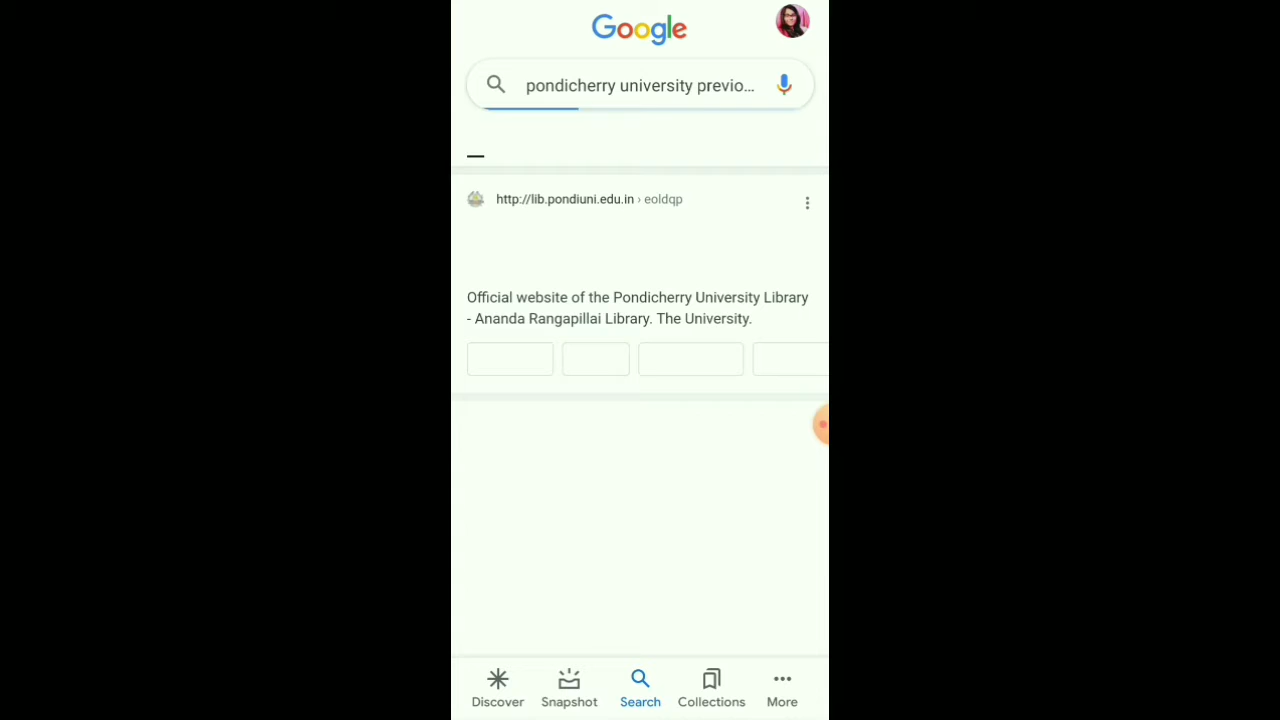 Google
pondicherry university previo...
http://lib.pondiuni.edu.in › eoldqp
Official website of the Pondicherry University Library
- Ananda Rangapillai Library. The University.
Discover Snapshot Search Collections More